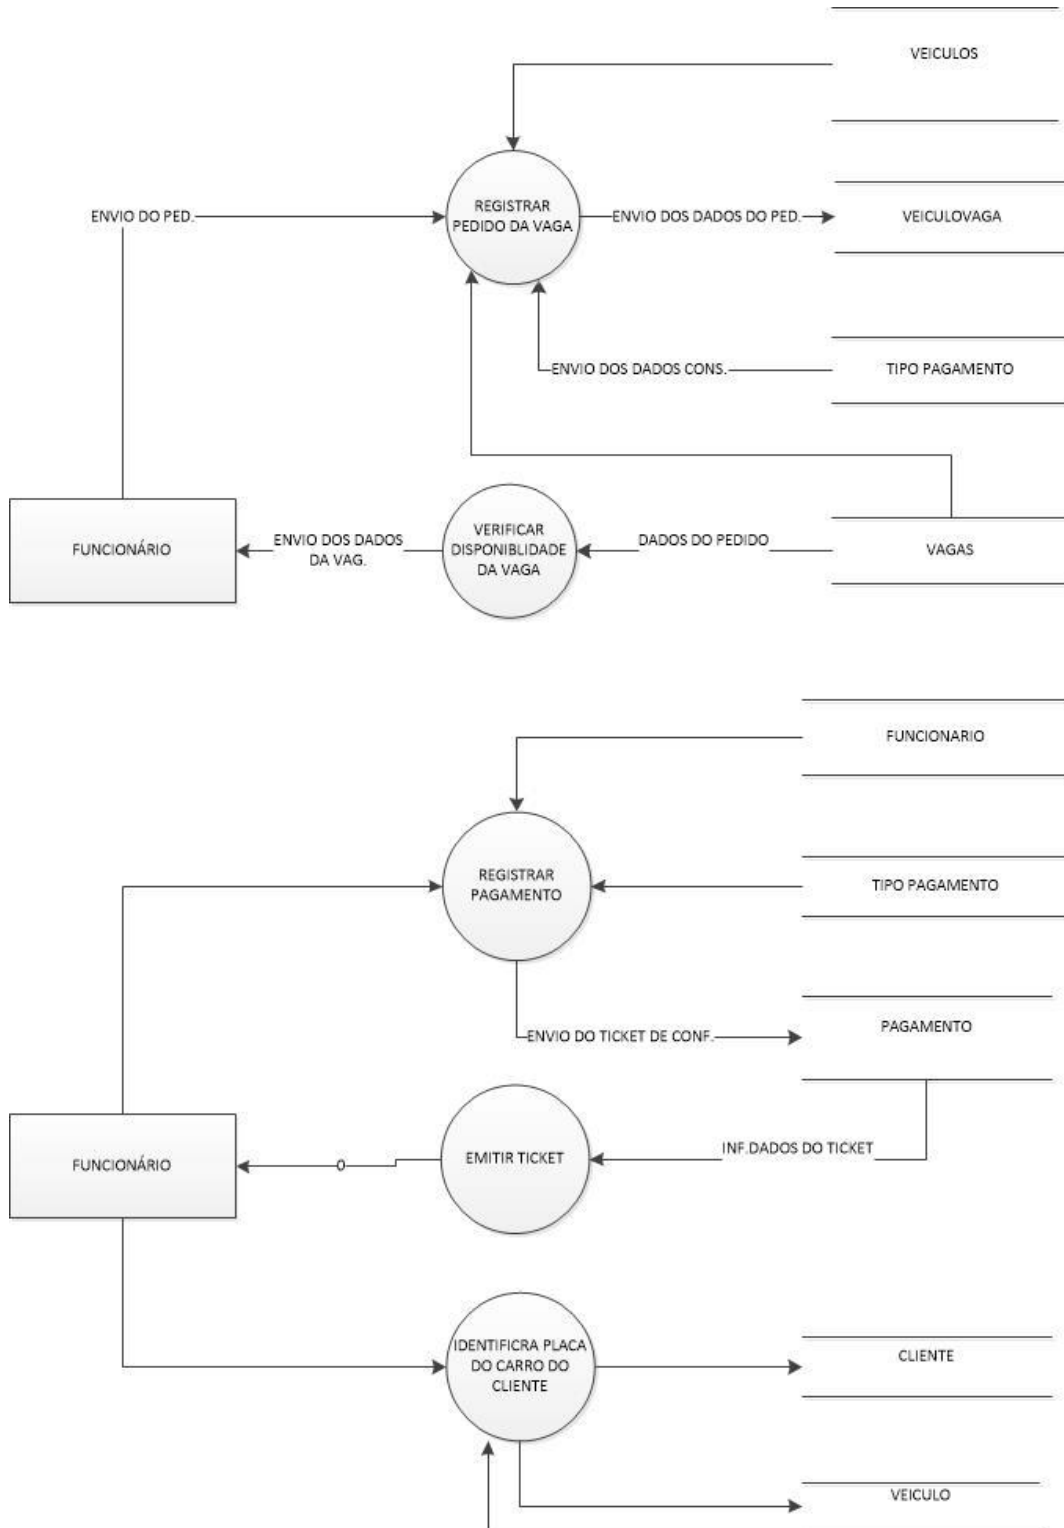 VEICULOS
REGISTRAR
PEDIDO DA VAGA
ENVIO DO PED.
ENVIO DOS DADOS DO PED.
VEICULOVAGA
ENVIO DOS DADOS CONS.
TIPO PAGAMENTO
FUNCIONÁRIO
ENVIO DOS DADOS
DA VAG.
VERIFICAR
DISPONIBLIDADE
DA VAGA
DADOS DO PEDIDO
VAGAS
FUNCIONARIO
REGISTRAR
PAGAMENTO
TIPO PAGAMENTO
ENVIO DO TICKET DE CONF.
PAGAMENTO
FUNCIONÁRIO
O
EMITIR TICKET
INF.DADOS DO TICKET
IDENTIFICRA PLACA
DO CARRO DO
CLIENTE
CLIENTE
VEICULO